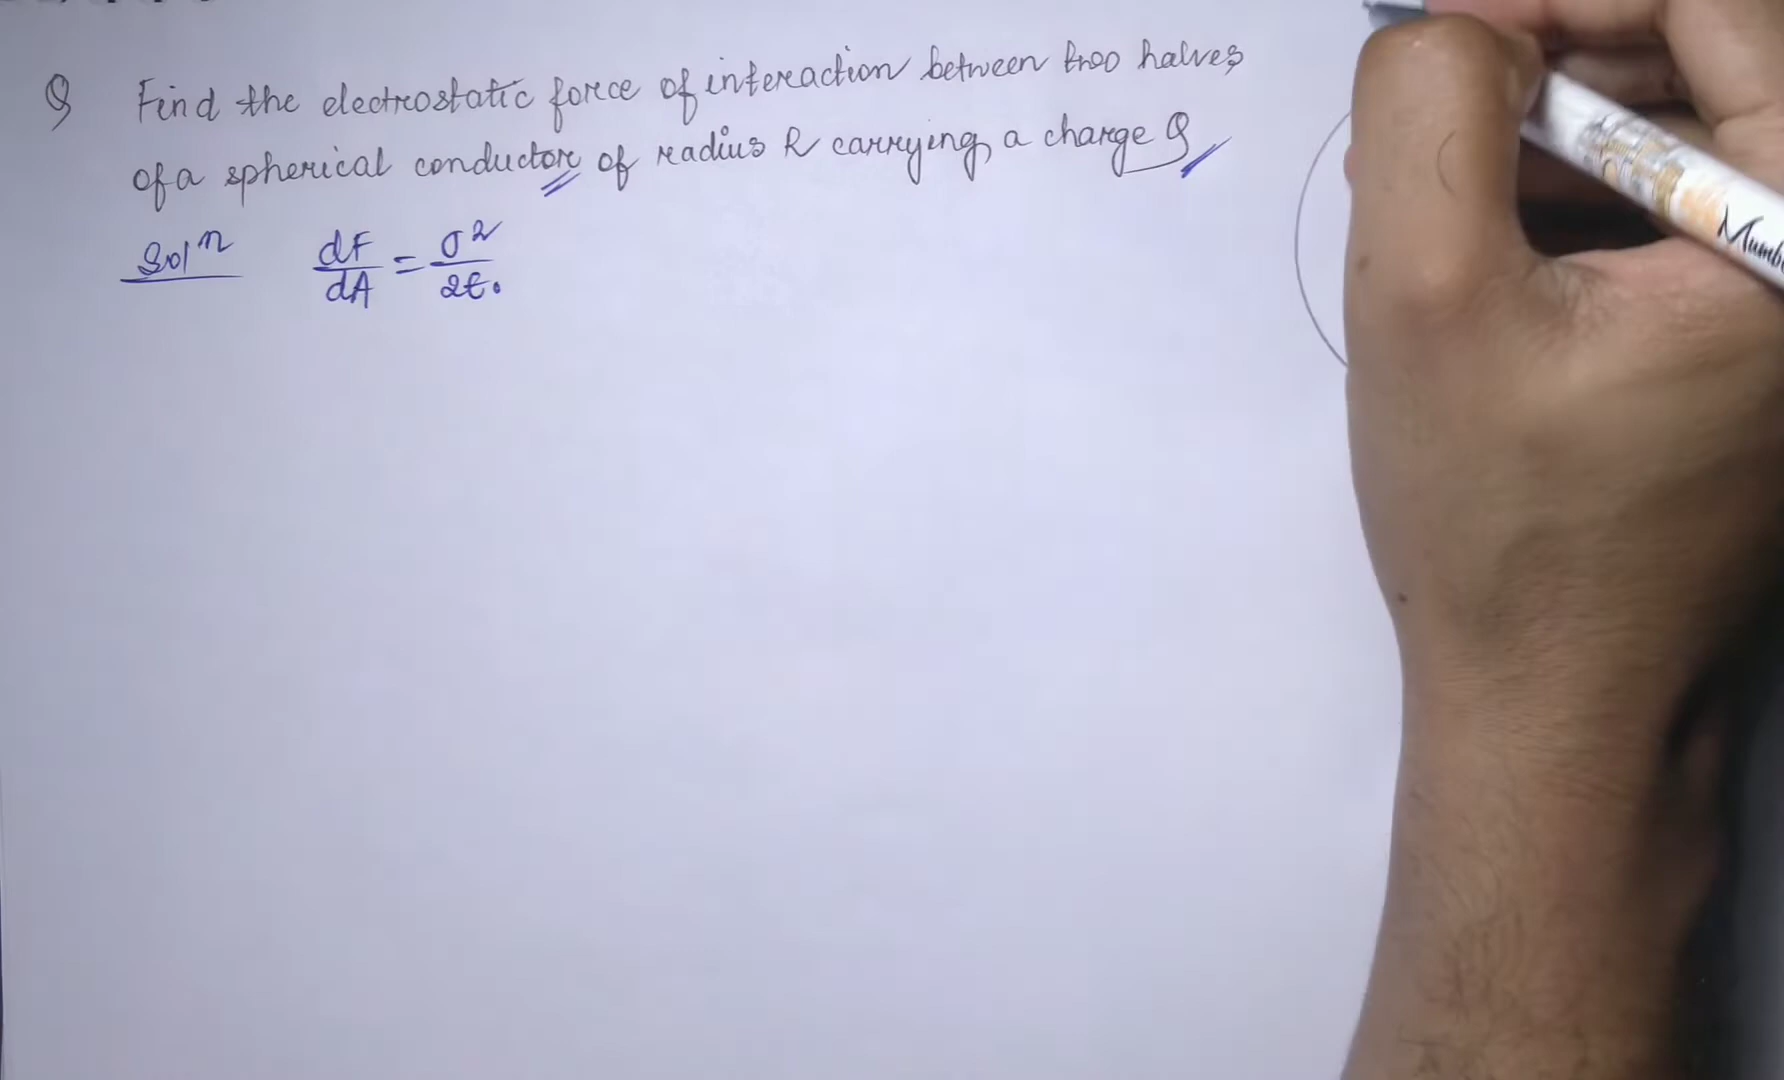 Q Find the electrostatic force of interaction between two halves
of a spherical conductor of radius R carrying a charge Q
Solⁿ dF/dA = σ²/2ε₀
Mumb